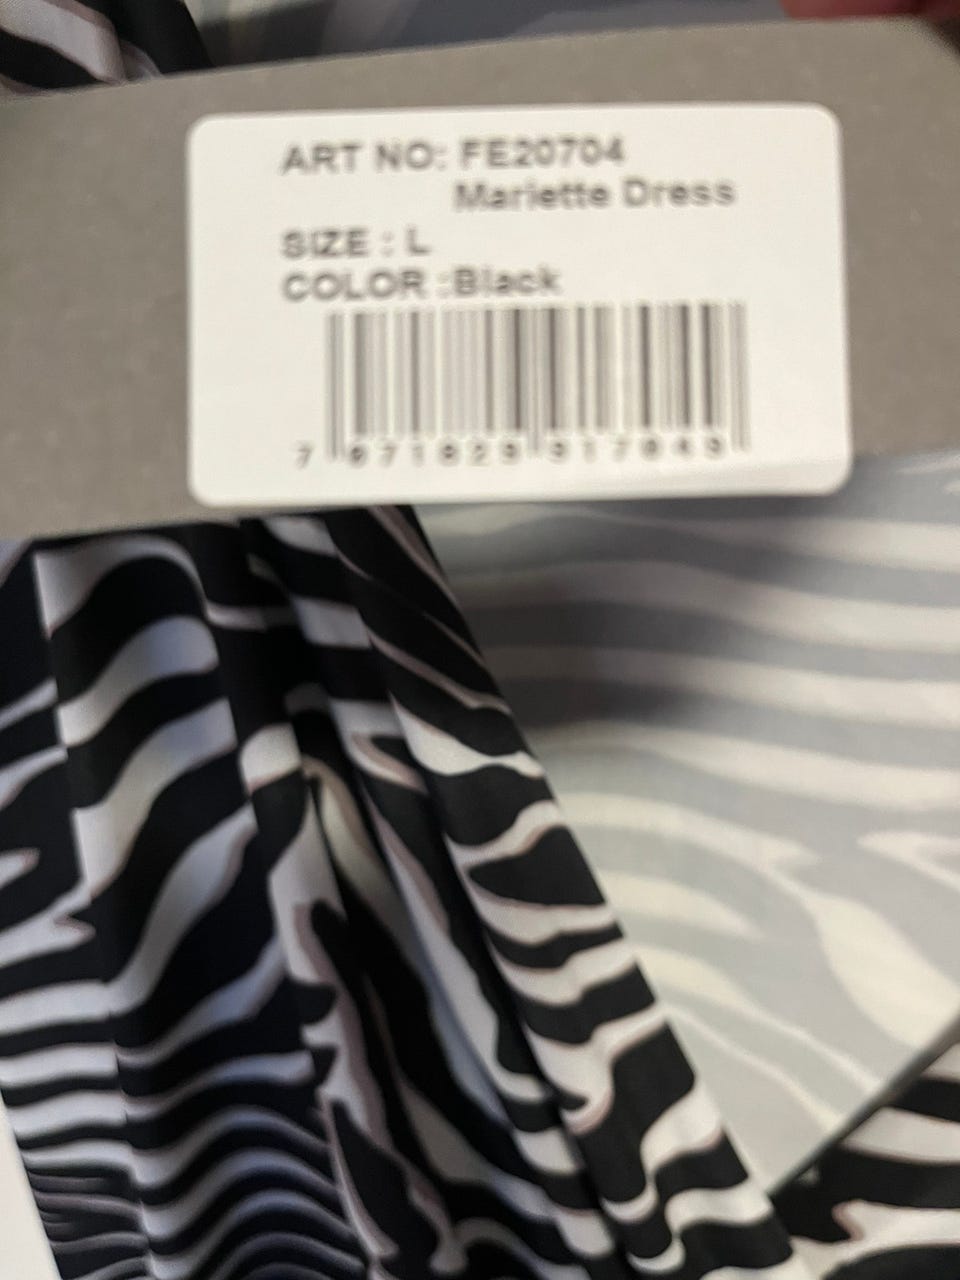 ART NO: FE20704
Mariette Dress
SIZE : L
COLOR :Black